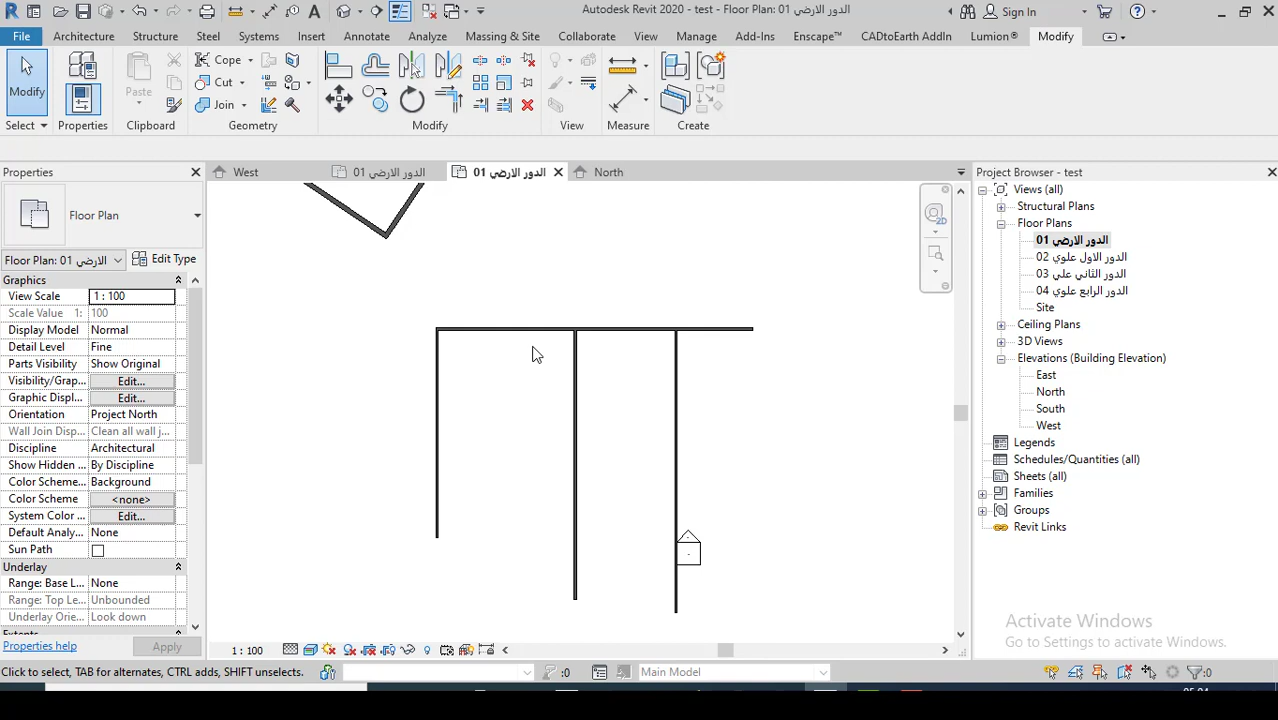 Autodesk Revit 2020 - test - Floor Plan: 01 الدور الارضي
Sign In
File Architecture Structure Steel Systems Insert Annotate Analyze Massing & Site Collaborate View Manage Add-Ins Enscape™ CADtoEarth AddIn Lumion® Modify
Modify
Properties
Paste
Cope
Cut
Join
Select Properties Clipboard Geometry Modify View Measure Create
Properties
West
01 الدور الارضي
01 الدور الارضي
North
Project Browser - test
Floor Plan
Floor Plan: 01 الارضي
Edit Type
Graphics
View Scale 1 : 100
Scale Value 1: 100
Display Model Normal
Detail Level Fine
Parts Visibility Show Original
Visibility/Grap... Edit...
Graphic Displ... Edit...
Orientation Project North
Wall Join Disp... Clean all wall j...
Discipline Architectural
Show Hidden ... By Discipline
Color Scheme... Background
Color Scheme <none>
System Color ... Edit...
Default Analy... None
Sun Path
Underlay
Range: Base L... None
Range: Top Le... Unbounded
Underlay Orie... Look down
Extents
Properties help
Apply
2D
Views (all)
Structural Plans
Floor Plans
01 الدور الارضي
02 الدور الاول علوي
03 الدور الثاني علي
04 الدور الرابع علوي
Site
Ceiling Plans
3D Views
Elevations (Building Elevation)
East
North
South
West
Legends
Schedules/Quantities (all)
Sheets (all)
Families
Groups
Revit Links
Activate Windows
Go to Settings to activate Windows.
1 : 100
Click to select, TAB for alternates, CTRL adds, SHIFT unselects.
:0
Main Model
:0